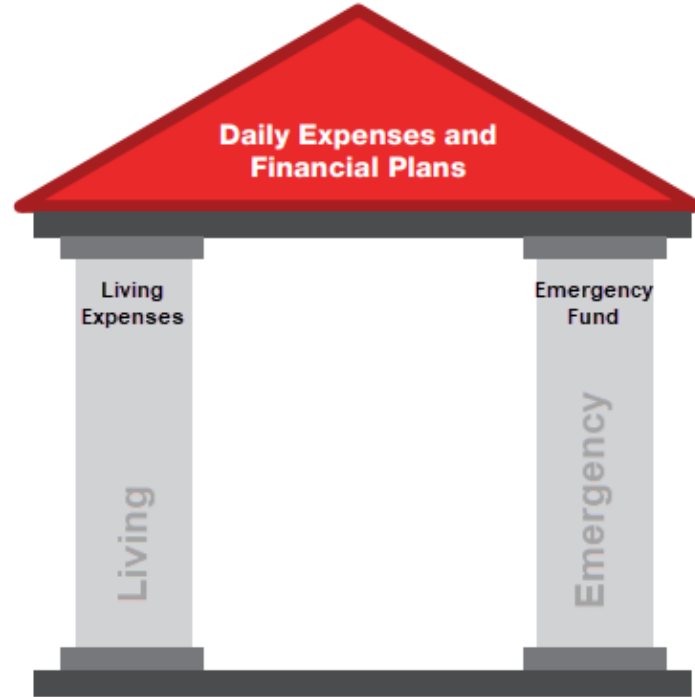 Daily Expenses and
Financial Plans
Living
Expenses
Emergency
Fund
Living
Emergency